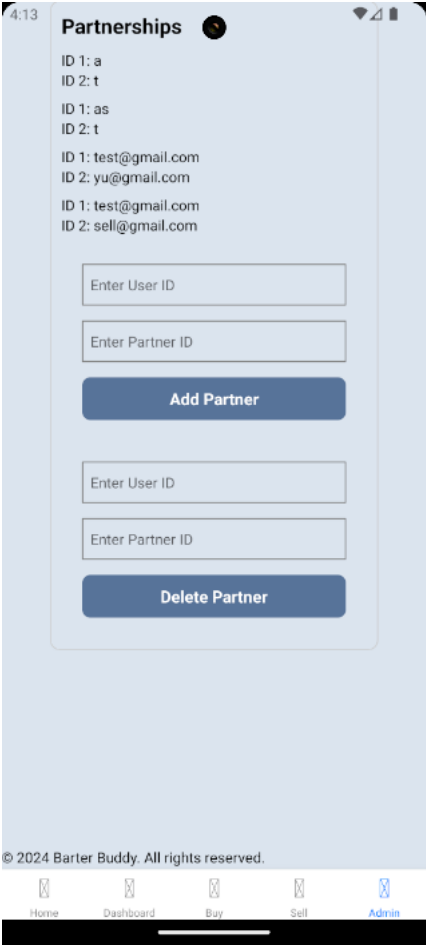 4:13
Partnerships
ID 1: a
ID 2: t
ID 1: as
ID 2: t
ID 1: test@gmail.com
ID 2: yu@gmail.com
ID 1: test@gmail.com
ID 2: sell@gmail.com
Enter User ID
Enter Partner ID
Add Partner
Enter User ID
Enter Partner ID
Delete Partner
© 2024 Barter Buddy. All rights reserved.
Home Dashboard Buy Sell Admin